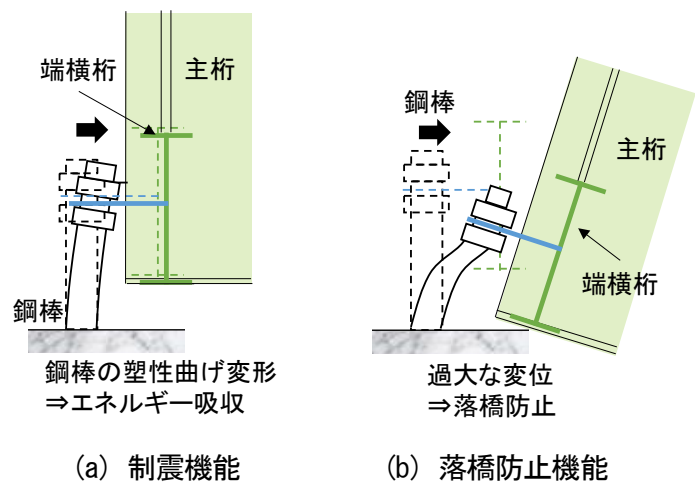 端横桁
主桁
鋼棒
鋼棒の塑性曲げ変形
⇒エネルギー吸収
(a) 制震機能
鋼棒
主桁
端横桁
過大な変位
⇒落橋防止
(b) 落橋防止機能